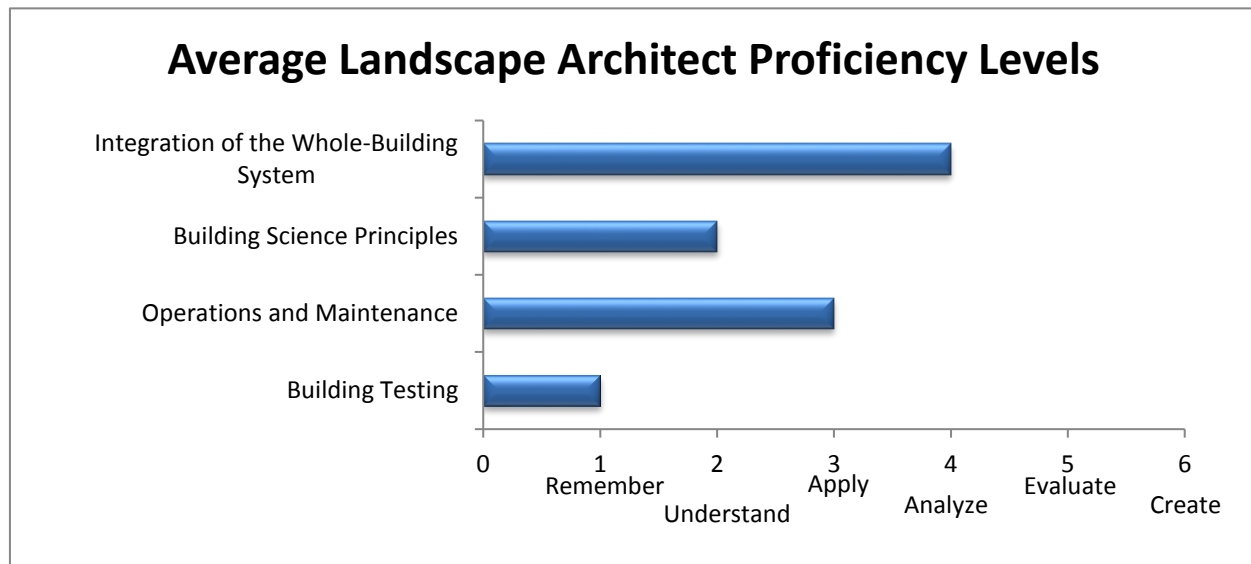 Average Landscape Architect Proficiency Levels
Integration of the Whole-Building
System
Building Science Principles
Operations and Maintenance
Building Testing
0 1 2 3 4 5 6
Remember Understand Apply Analyze Evaluate Create